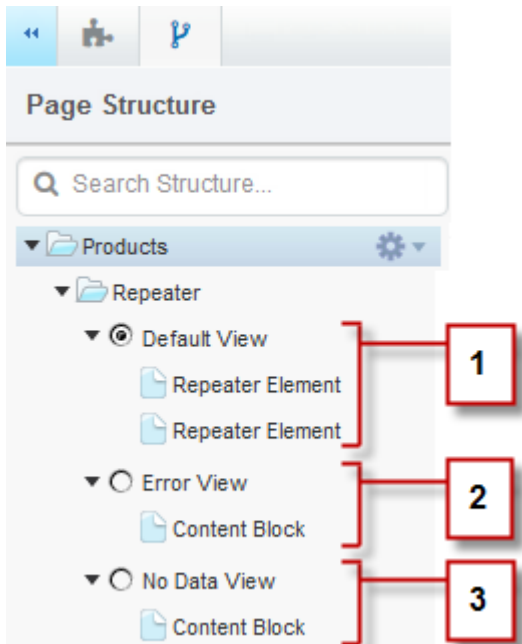 Page Structure
Search Structure...
Products
Repeater
Default View
Repeater Element
Repeater Element
1
Error View
Content Block
2
No Data View
Content Block
3